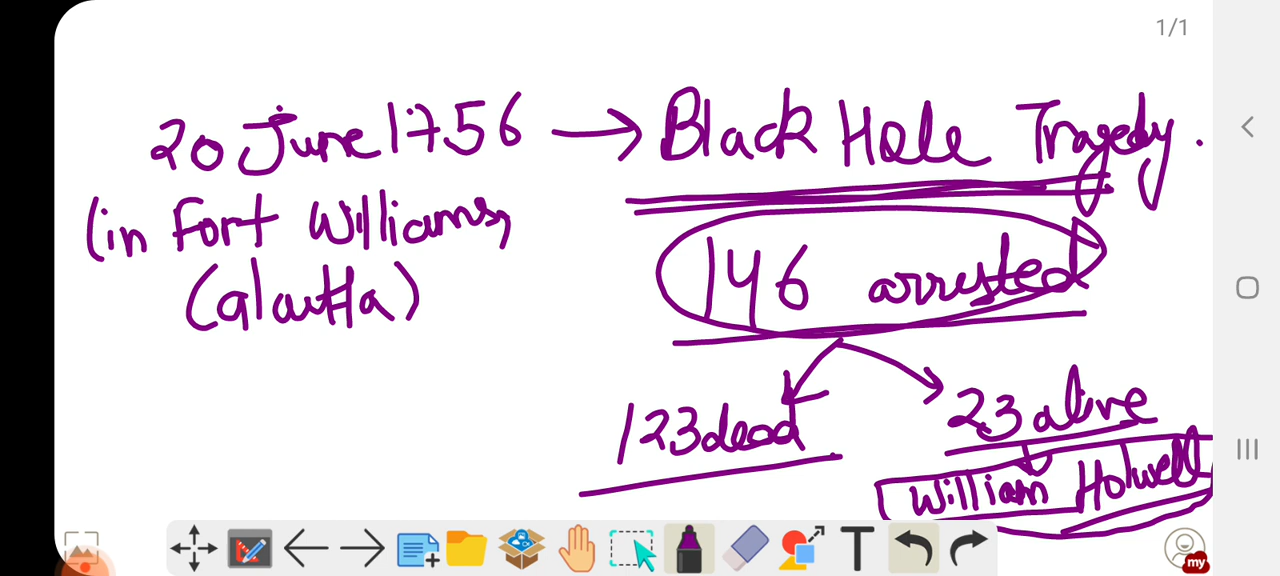 1/1
20 June 1756 → Black Hole Tragedy.
(in Fort Williams,
Calcutta)
146 arrested
123 dead
23 alive
William Holwell
T
my